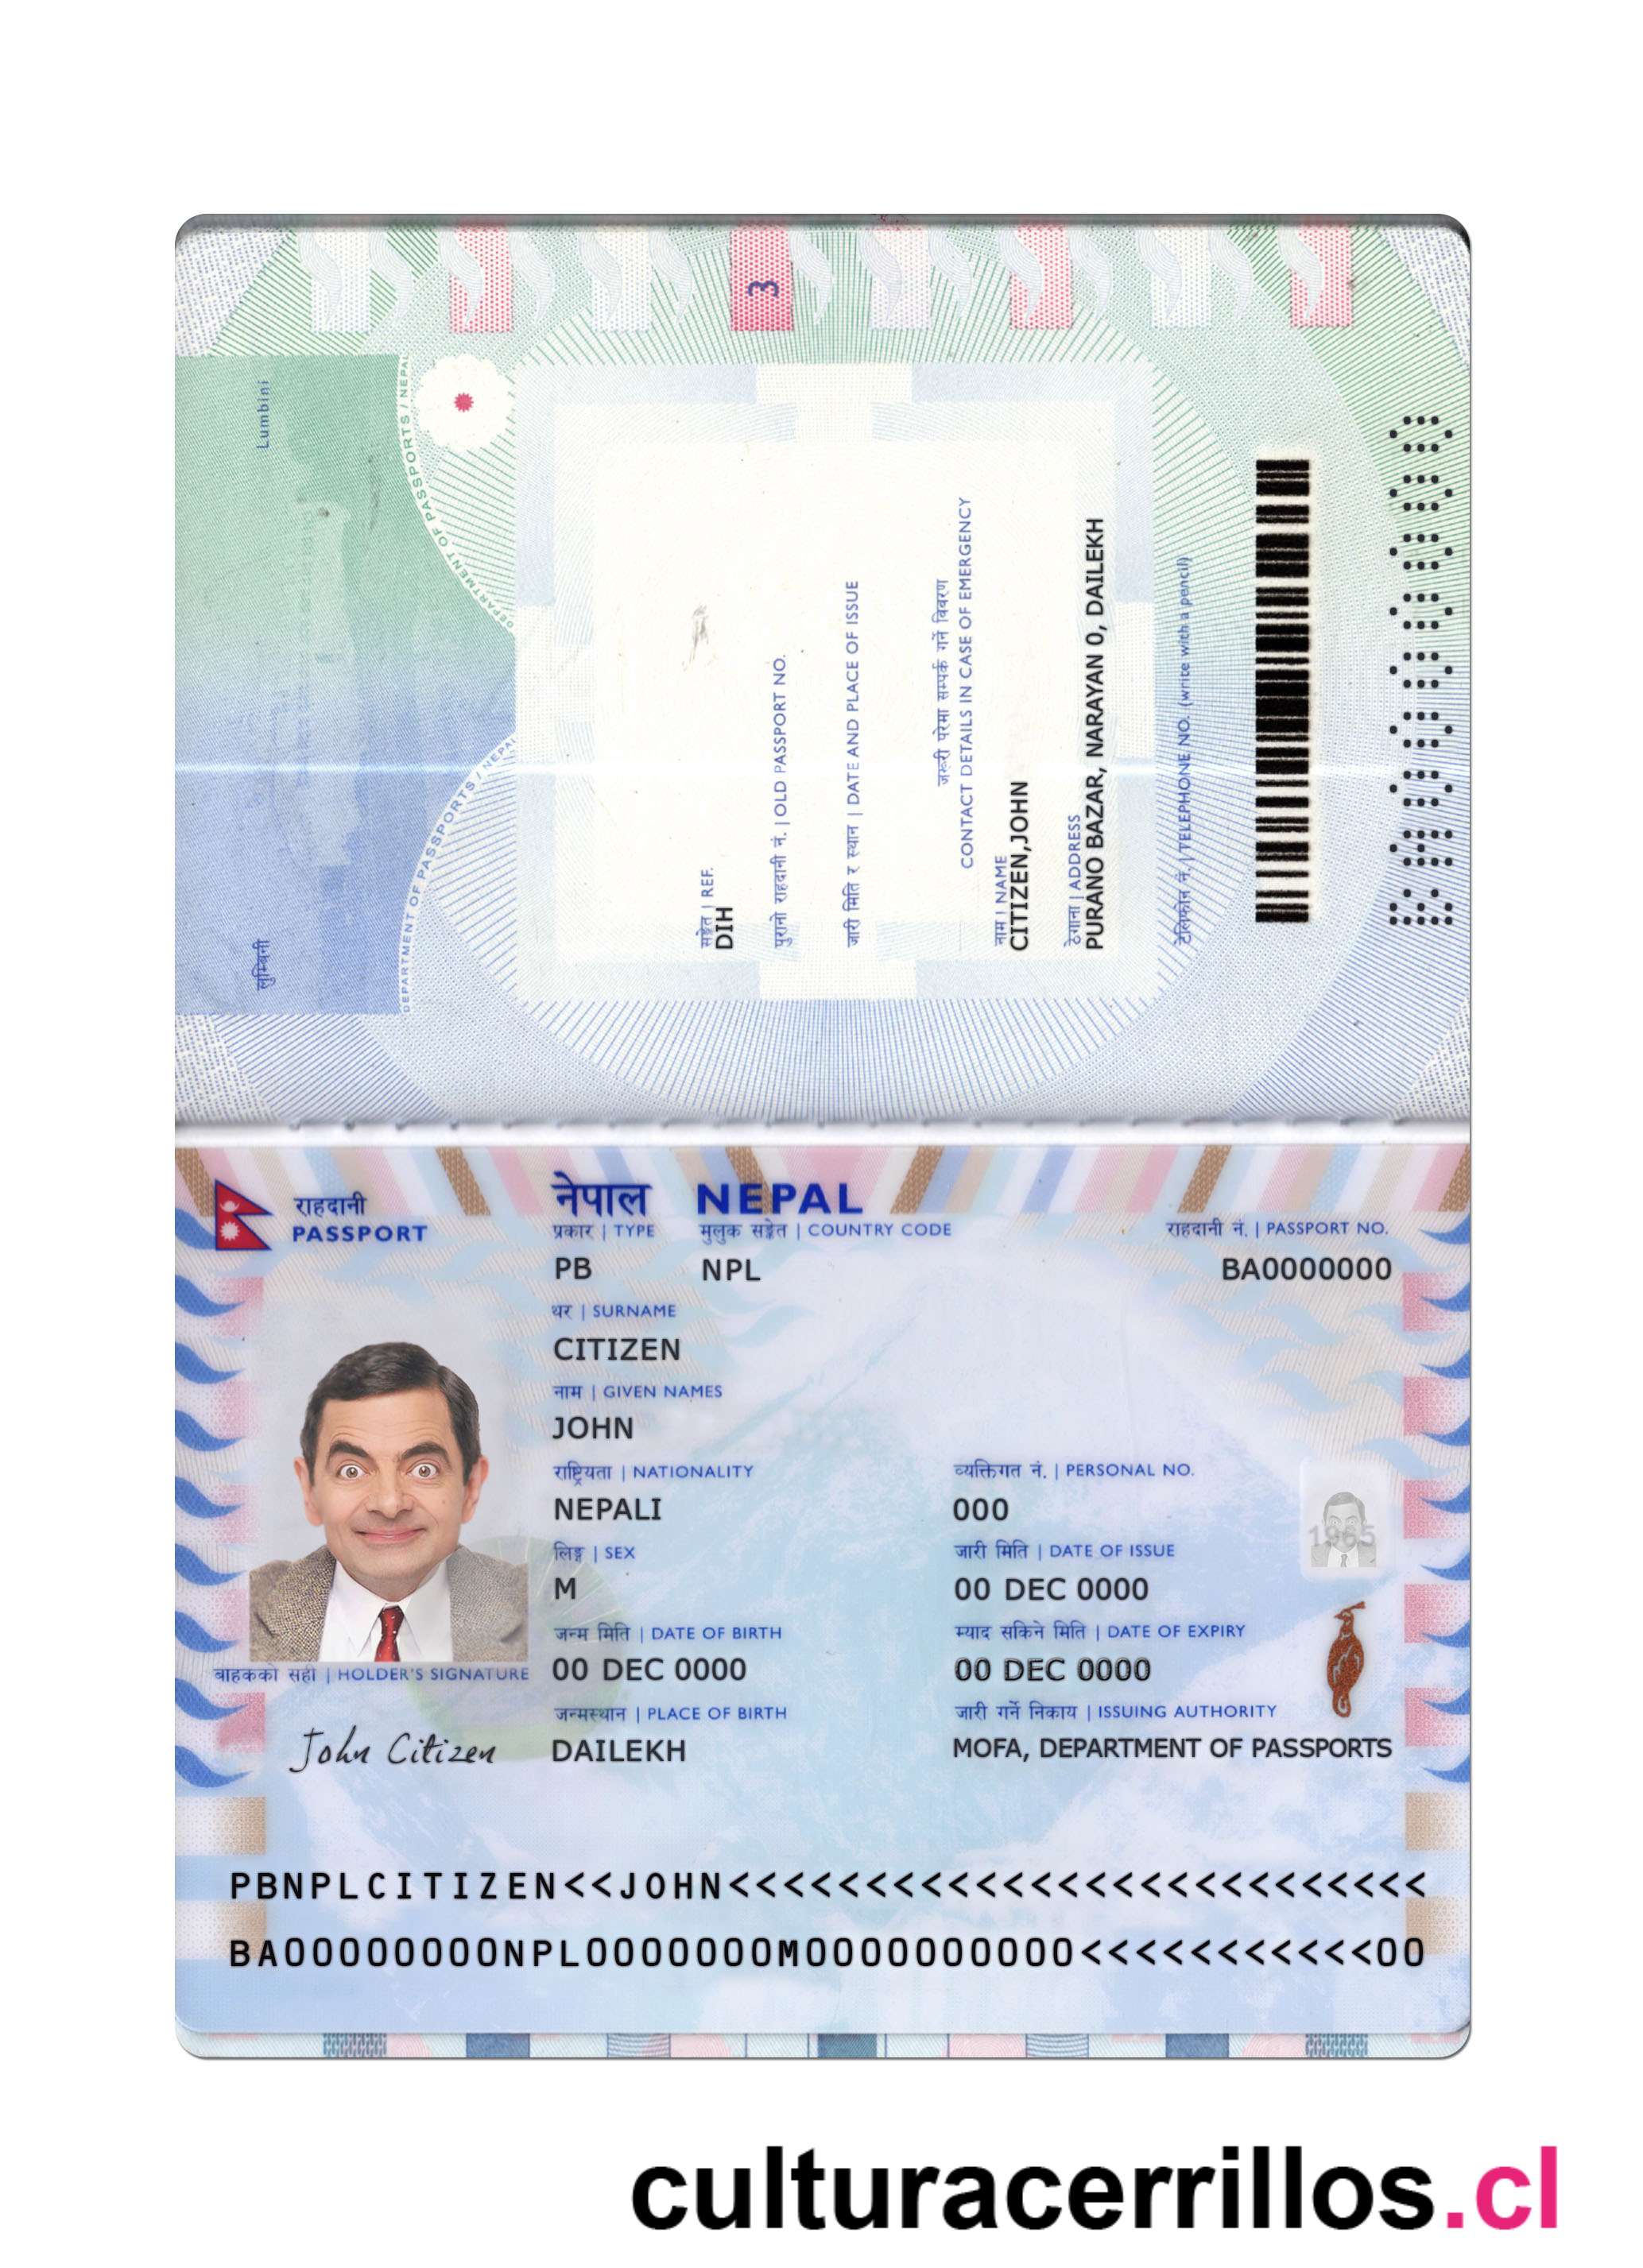 3
लुम्बिनी
Lumbini
DEPARTMENT OF PASSPORTS / NEPAL
DEPARTMENT OF PASSPORTS / NEPAL
सङ्केत | REF.
DIH
पुरानो राहदानी नं. | OLD PASSPORT NO.
जारी मिति र स्थान | DATE AND PLACE OF ISSUE
जरूरी परेमा सम्पर्क गर्ने विवरण
CONTACT DETAILS IN CASE OF EMERGENCY
नाम | NAME
CITIZEN,JOHN
ठेगाना | ADDRESS
PURANO BAZAR, NARAYAN 0, DAILEKH
टेलिफोन नं. | TELEPHONE NO. (write with a pencil)
BA0000000
राहदानी
PASSPORT
नेपाल NEPAL
प्रकार | TYPE मुलुक सङ्केत | COUNTRY CODE राहदानी नं. | PASSPORT NO.
PB NPL BA0000000
थर | SURNAME
CITIZEN
नाम | GIVEN NAMES
JOHN
राष्ट्रियता | NATIONALITY व्यक्तिगत नं. | PERSONAL NO.
NEPALI 000
1965
लिङ्ग | SEX जारी मिति | DATE OF ISSUE
M 00 DEC 0000
जन्म मिति | DATE OF BIRTH म्याद सकिने मिति | DATE OF EXPIRY
बाहकको सही | HOLDER'S SIGNATURE 00 DEC 0000 00 DEC 0000
जन्मस्थान | PLACE OF BIRTH जारी गर्ने निकाय | ISSUING AUTHORITY
John Citizen DAILEKH MOFA, DEPARTMENT OF PASSPORTS
PBNPLCITIZEN<<JOHN<<<<<<<<<<<<<<<<<<<<<<<<<<
BA00000000NPL0000000M0000000000<<<<<<<<<<<00
culturacerrillos.cl